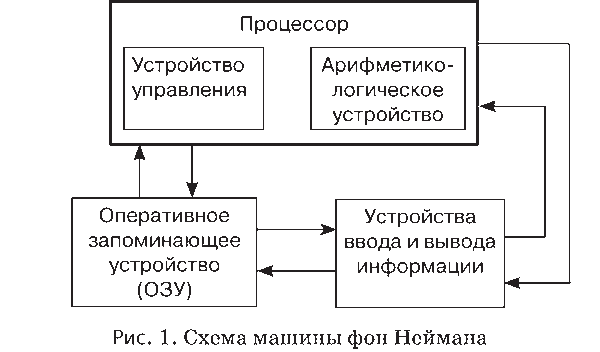 Процессор
Устройство
управления
Арифметико-
логическое
устройство
Оперативное
запоминающее
устройство
(ОЗУ)
Устройства
ввода и вывода
информации
Рис. 1. Схема машины фон Неймана